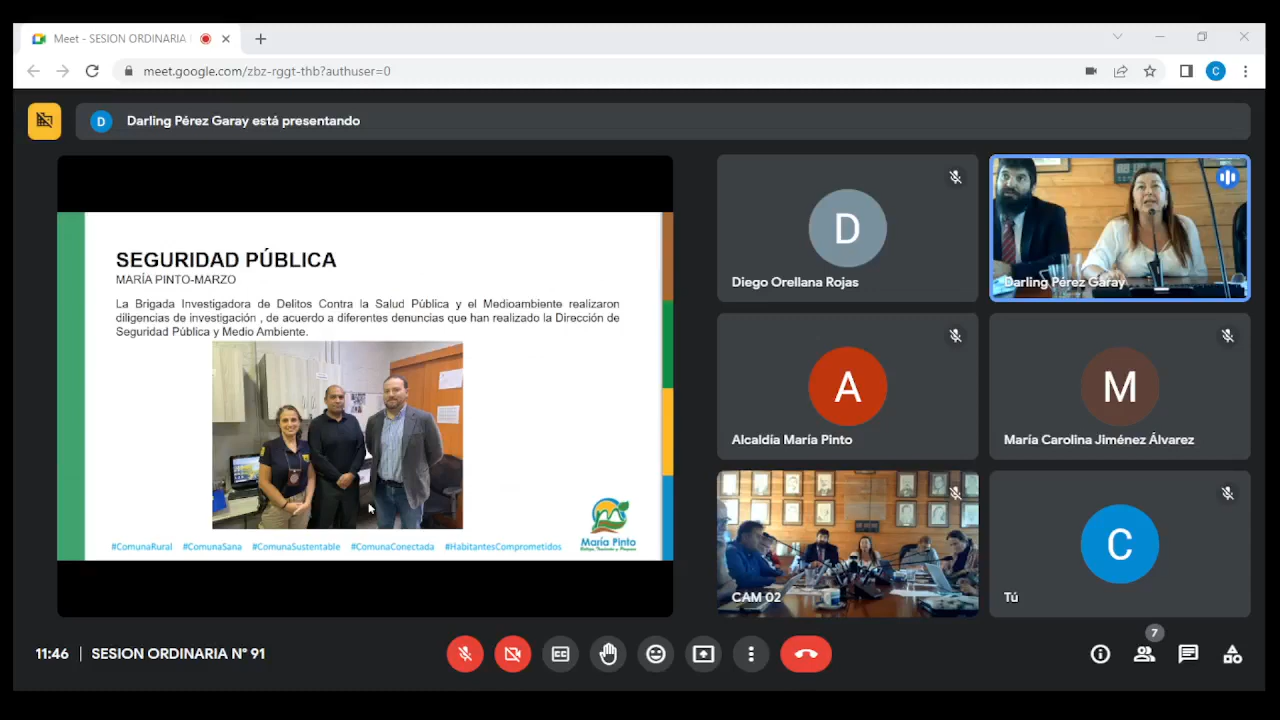 Meet - SESION ORDINARIA
meet.google.com/zbz-rggt-thb?authuser=0
C
D
Darling Pérez Garay está presentando
SEGURIDAD PÚBLICA
MARÍA PINTO-MARZO
La Brigada Investigadora de Delitos Contra la Salud Pública y el Medioambiente realizaron
diligencias de investigación , de acuerdo a diferentes denuncias que han realizado la Dirección de
Seguridad Pública y Medio Ambiente.
María Pinto
#ComunaRural #ComunaSana #ComunaSustentable #ComunaConectada #HabitantesComprometidos
D
Diego Orellana Rojas
Darling Pérez Garay
A
Alcaldía María Pinto
M
María Carolina Jiménez Álvarez
CAM 02
C
Tú
11:46 | SESION ORDINARIA N° 91
CC
7